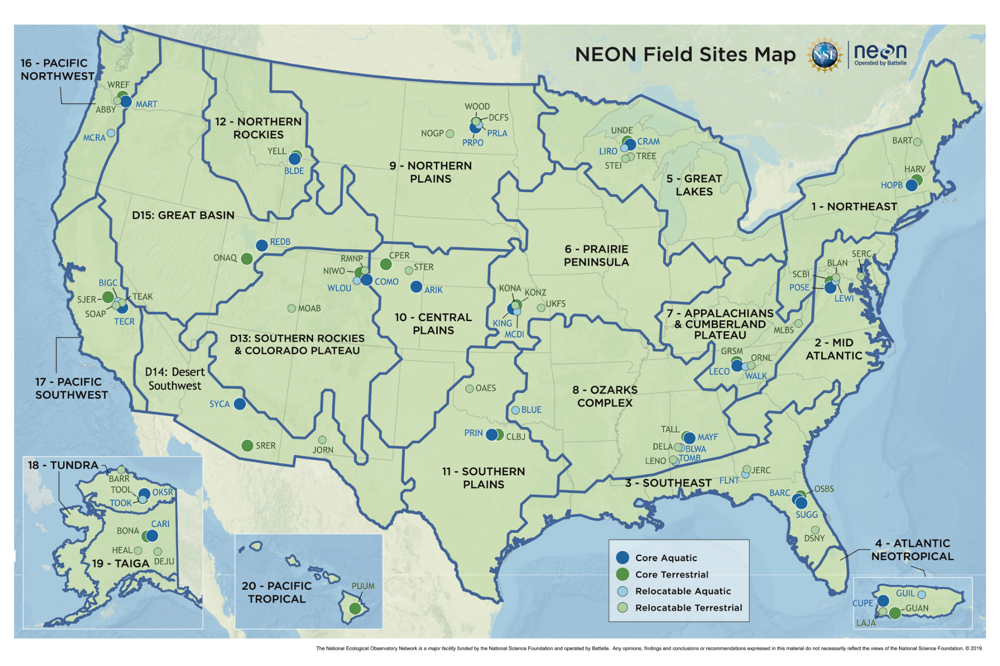 NEON Field Sites Map
NSF
neon
Operated by Battelle
16 - PACIFIC
NORTHWEST
WREF
ABBY
MART
MCRA
12 - NORTHERN
ROCKIES
YELL
BLDE
WOOD
DCFS
NOGP
PRLA
PRPO
9 - NORTHERN
PLAINS
UNDE
CRAM
LIRO
TREE
STEI
5 - GREAT
LAKES
BART
HARV
HOPB
1 - NORTHEAST
D15: GREAT BASIN
REDB
ONAQ
RMNP
NIWO
WLOU
COMO
CPER
STER
ARIK
6 - PRAIRIE
PENINSULA
SERC
BLAN
SCBI
POSE
LEWI
BIGC
SJER
TEAK
SOAP
TECR
MOAB
10 - CENTRAL
PLAINS
KONA
KONZ
UKFS
KING
MCDI
7 - APPALACHIANS
& CUMBERLAND
PLATEAU
MLBS
2 - MID
ATLANTIC
D13: SOUTHERN ROCKIES
& COLORADO PLATEAU
GRSM
ORNL
LECO
WALK
17 - PACIFIC
SOUTHWEST
D14: Desert
Southwest
SYCA
OAES
BLUE
8 - OZARKS
COMPLEX
PRIN
CLBJ
SRER
JORN
TALL
MAYF
DELA
BLWA
LENO
TOMB
11 - SOUTHERN
PLAINS
3 - SOUTHEAST
FLNT
JERC
BARC
OSBS
SUGG
DSNY
18 - TUNDRA
BARR
TOOL
OKSR
TOOK
CARI
BONA
HEAL
DEJU
19 - TAIGA
20 - PACIFIC
TROPICAL
PUUM
Core Aquatic
Core Terrestrial
Relocatable Aquatic
Relocatable Terrestrial
4 - ATLANTIC
NEOTROPICAL
GUIL
CUPE
GUAN
LAJA
The National Ecological Observatory Network is a major facility funded by the National Science Foundation and operated by Battelle. Any opinions, findings and conclusions or recommendations expressed in this material do not necessarily reflect the views of the National Science Foundation. © 2019.